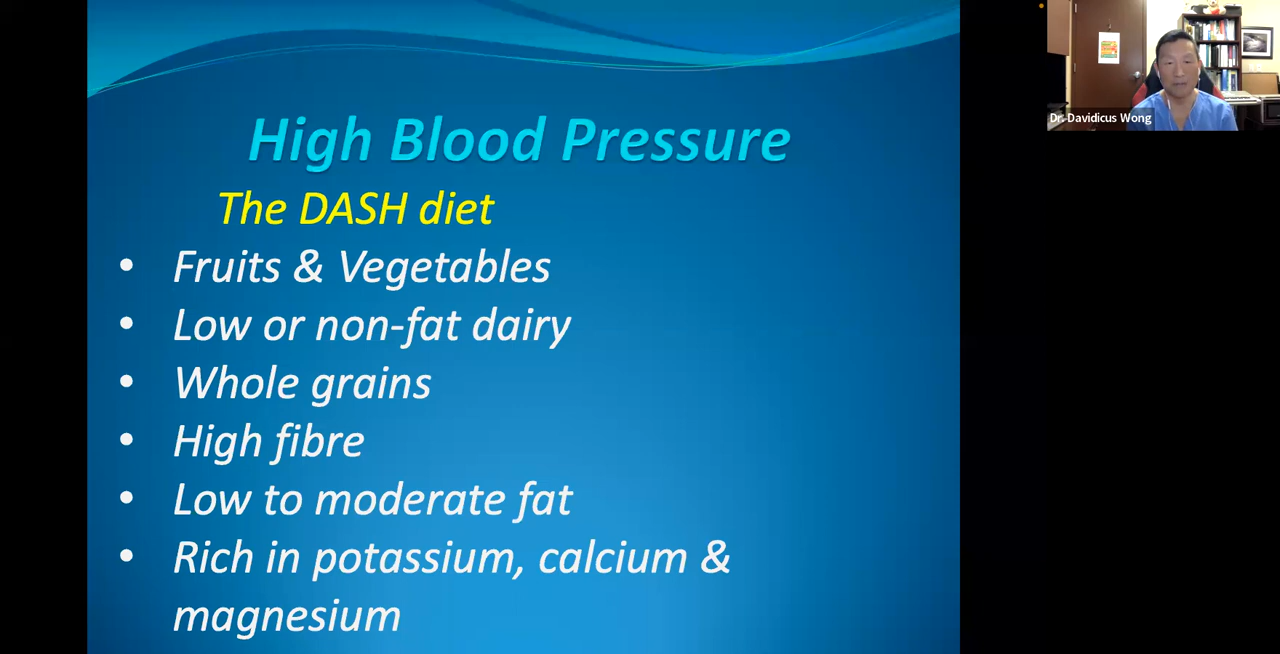 High Blood Pressure
The DASH diet
• Fruits & Vegetables
• Low or non-fat dairy
• Whole grains
• High fibre
• Low to moderate fat
• Rich in potassium, calcium &
magnesium
Dr. Davidicus Wong